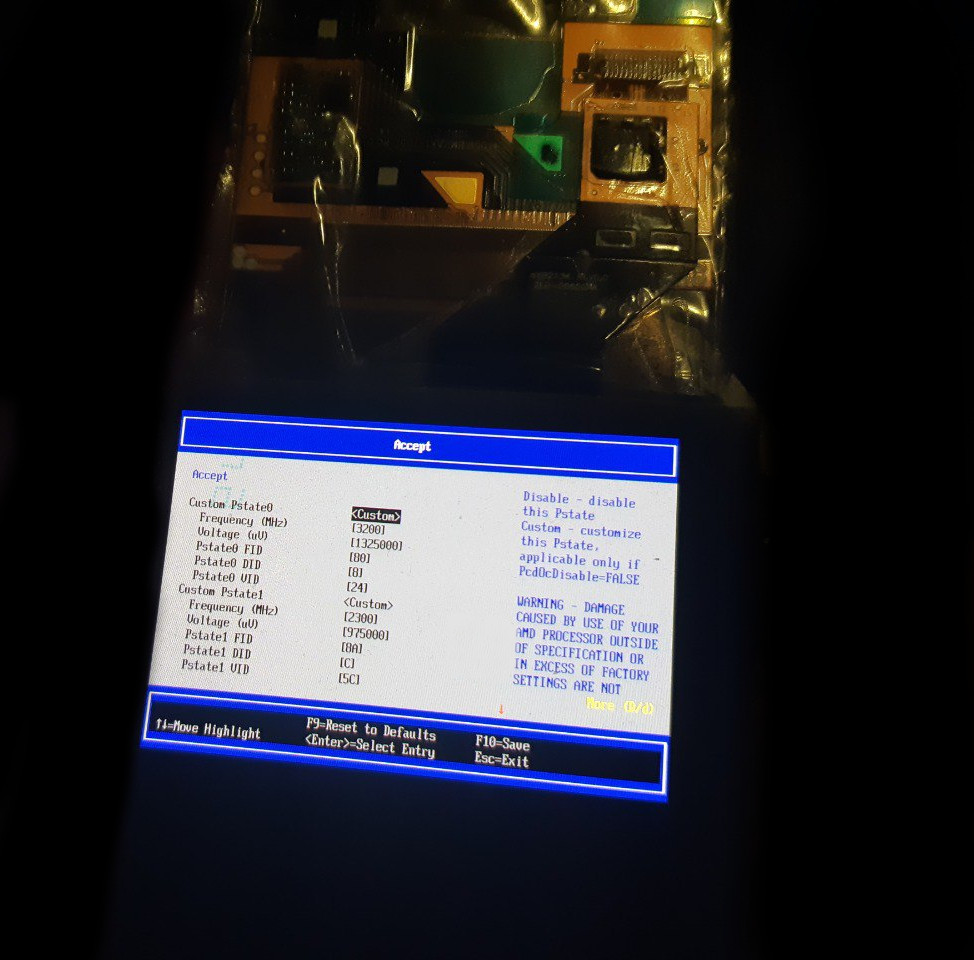 Accept
Accept
Custom Pstate0 <Custom>
Frequency (MHz) [3200]
Voltage (uV) [1325000]
Pstate0 FID [80]
Pstate0 DID [8]
Pstate0 VID [24]
Custom Pstate1 <Custom>
Frequency (MHz) [2300]
Voltage (uV) [975000]
Pstate1 FID [8A]
Pstate1 DID [C]
Pstate1 VID [5C]
Disable - disable
this Pstate
Custom - customize
this Pstate,
applicable only if
PcdOcDisable=FALSE
WARNING - DAMAGE
CAUSED BY USE OF YOUR
AMD PROCESSOR OUTSIDE
OF SPECIFICATION OR
IN EXCESS OF FACTORY
SETTINGS ARE NOT
More (D/d)
↑↓=Move Highlight
F9=Reset to Defaults
<Enter>=Select Entry
F10=Save
Esc=Exit